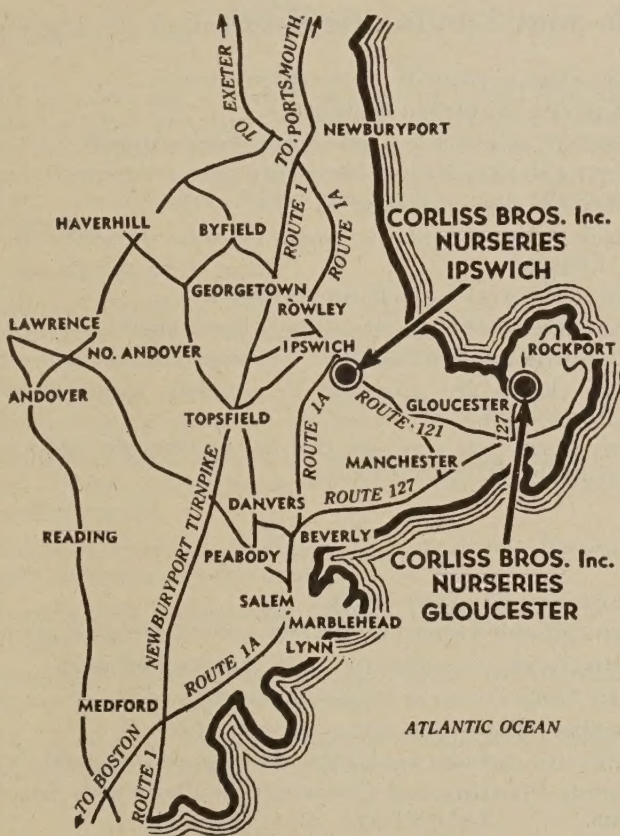 TO EXETER
TO PORTSMOUTH
NEWBURYPORT
ROUTE 1
ROUTE 1A
HAVERHILL
BYFIELD
CORLISS BROS. Inc.
NURSERIES
IPSWICH
GEORGETOWN
ROWLEY
LAWRENCE
NO. ANDOVER
IPSWICH
ROCKPORT
ANDOVER
TOPSFIELD
ROUTE 1A
ROUTE 121
GLOUCESTER
127
MANCHESTER
NEWBURYPORT TURNPIKE
DANVERS
ROUTE 127
READING
PEABODY
BEVERLY
CORLISS BROS. Inc.
NURSERIES
GLOUCESTER
SALEM
MARBLEHEAD
LYNN
ROUTE 1A
MEDFORD
ATLANTIC OCEAN
TO BOSTON
ROUTE 1